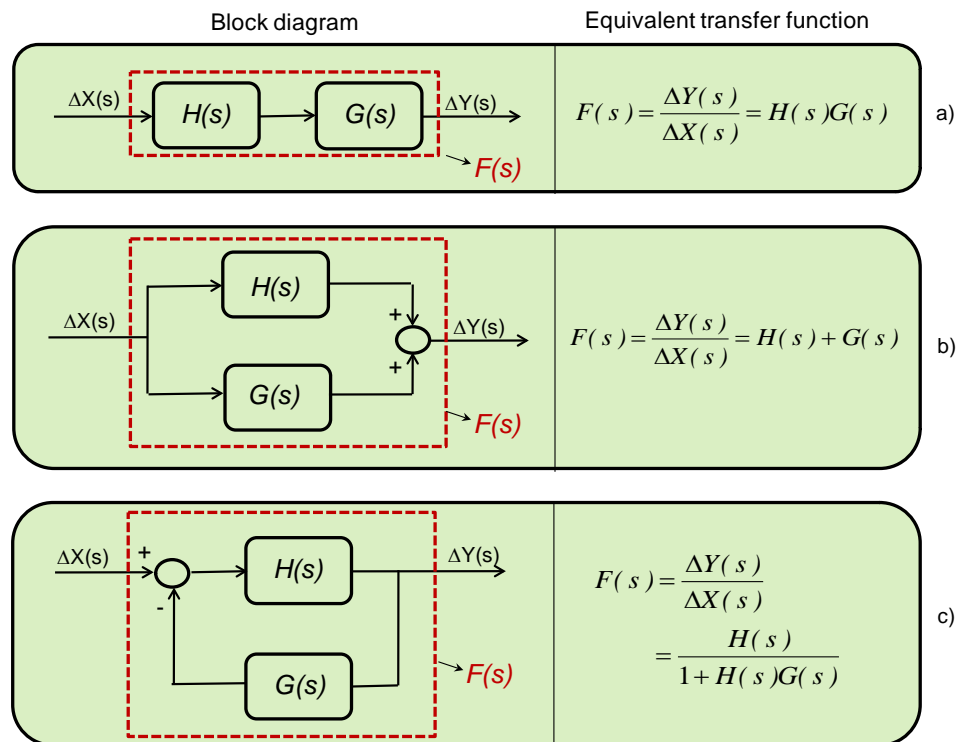 Block diagram
Equivalent transfer function
ΔX(s)
H(s)
G(s)
ΔY(s)
F(s)
F( s ) = ΔY( s ) / ΔX( s ) = H( s )G( s )
a)
ΔX(s)
H(s)
+
ΔY(s)
+
G(s)
F(s)
F( s ) = ΔY( s ) / ΔX( s ) = H( s ) + G( s )
b)
ΔX(s)
+
H(s)
ΔY(s)
-
G(s)
F(s)
F( s ) = ΔY( s ) / ΔX( s )
= H( s ) / 1 + H( s )G( s )
c)